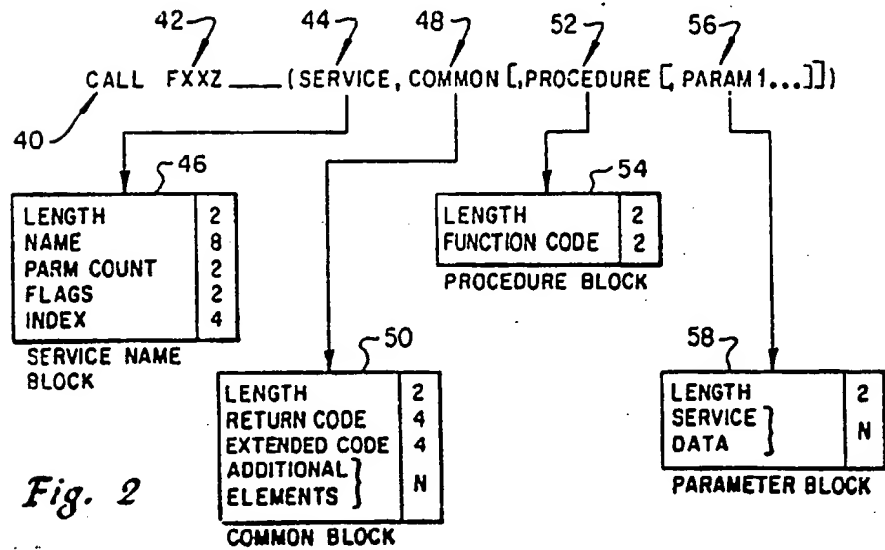 42 44 48 52 56
CALL FXXZ____(SERVICE,COMMON[,PROCEDURE[,PARAM1...]])
40
46
LENGTH 2
NAME 8
PARM COUNT 2
FLAGS 2
INDEX 4
SERVICE NAME
BLOCK
54
LENGTH 2
FUNCTION CODE 2
PROCEDURE BLOCK
50
LENGTH 2
RETURN CODE 4
EXTENDED CODE 4
ADDITIONAL
ELEMENTS } N
COMMON BLOCK
58
LENGTH 2
SERVICE
DATA } N
PARAMETER BLOCK
Fig. 2